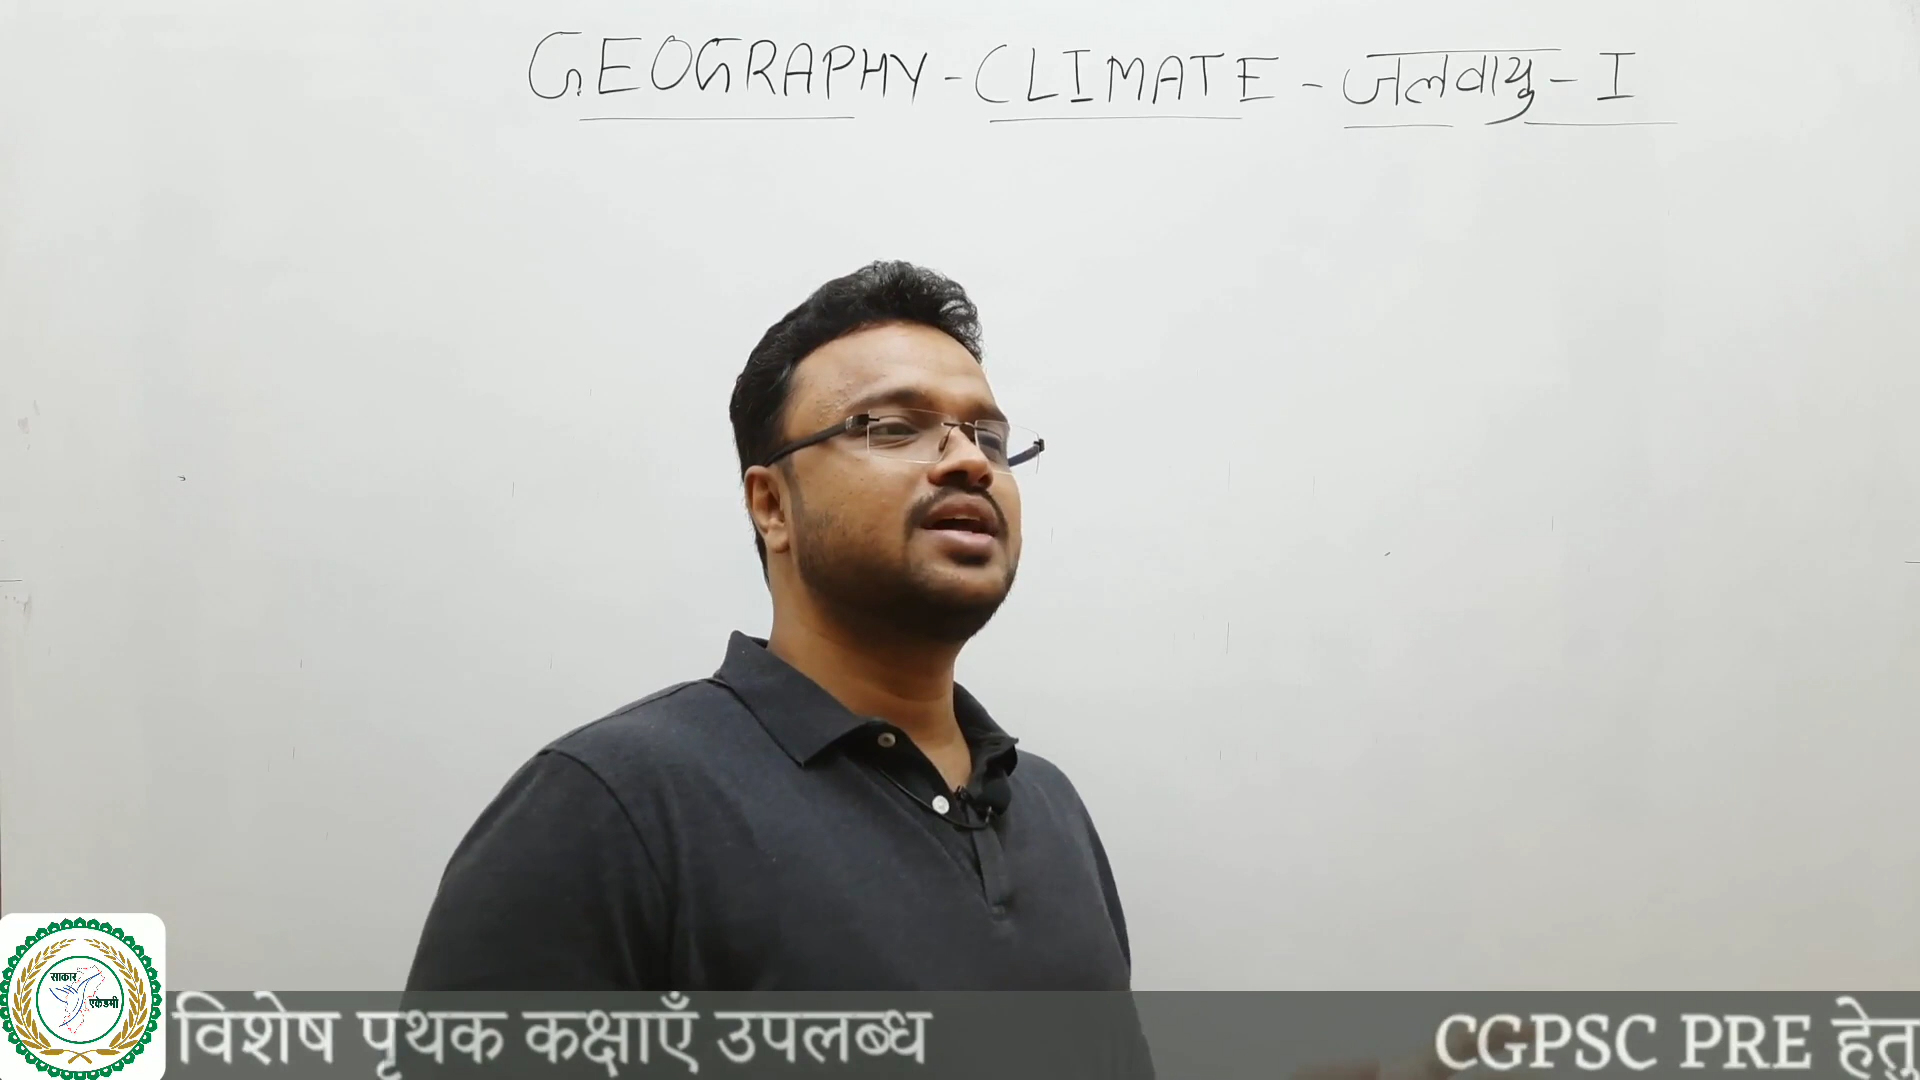 GEOGRAPHY - CLIMATE - जलवायु - I
साकार
एकेडमी
विशेष पृथक कक्षाएँ उपलब्ध
CGPSC PRE हेतु